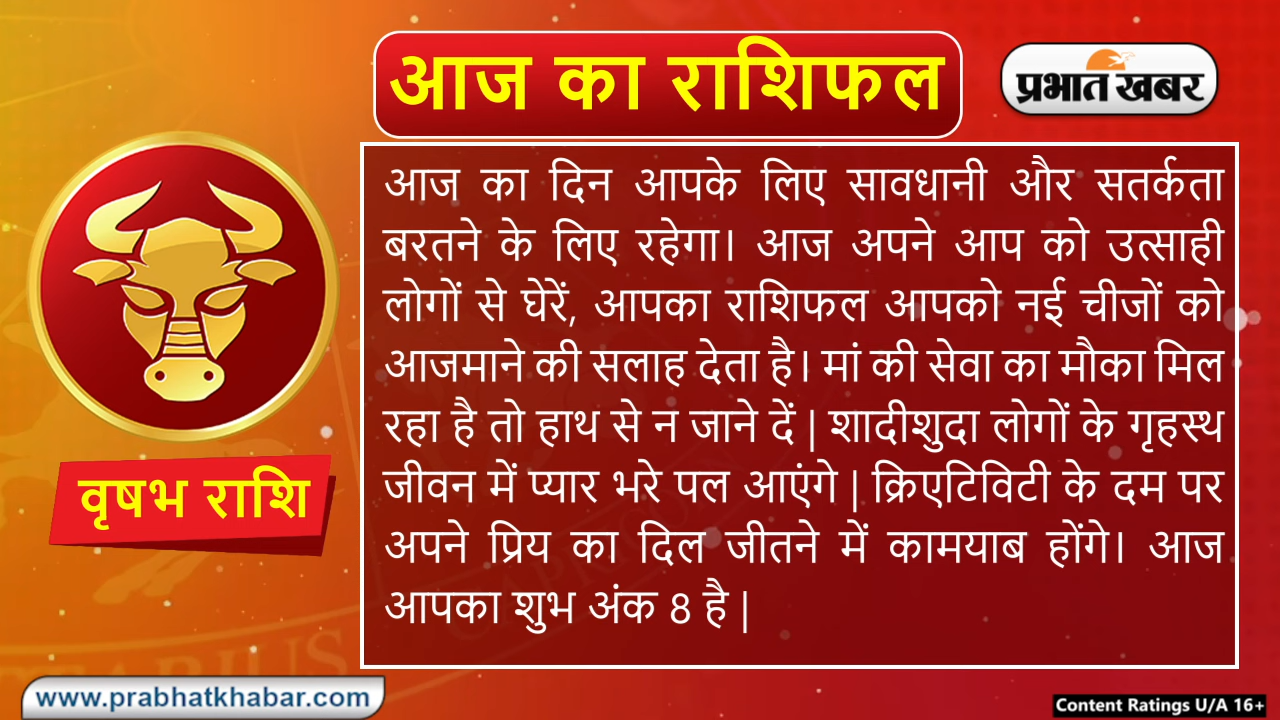 आज का राशिफल
प्रभात खबर
आज का दिन आपके लिए सावधानी और सतर्कता
बरतने के लिए रहेगा। आज अपने आप को उत्साही
लोगों से घेरें, आपका राशिफल आपको नई चीजों को
आजमाने की सलाह देता है। मां की सेवा का मौका मिल
रहा है तो हाथ से न जाने दें | शादीशुदा लोगों के गृहस्थ
जीवन में प्यार भरे पल आएंगे | क्रिएटिविटी के दम पर
अपने प्रिय का दिल जीतने में कामयाब होंगे। आज
आपका शुभ अंक 8 है |
वृषभ राशि
www.prabhatkhabar.com
Content Ratings U/A 16+